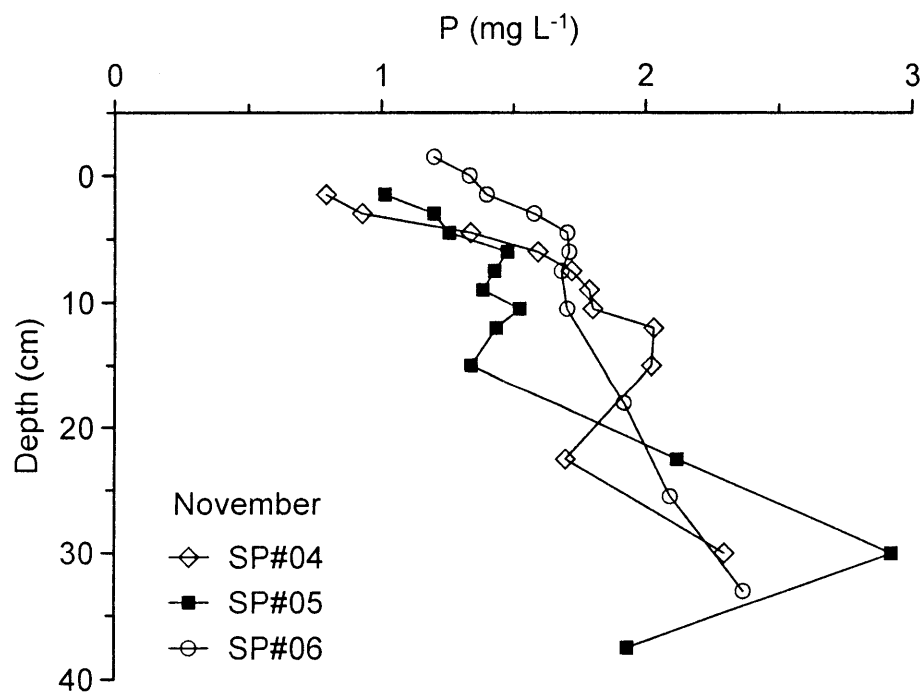 P (mg L⁻¹)
0 1 2 3
0
10
20
30
40
Depth (cm)
November
SP#04
SP#05
SP#06